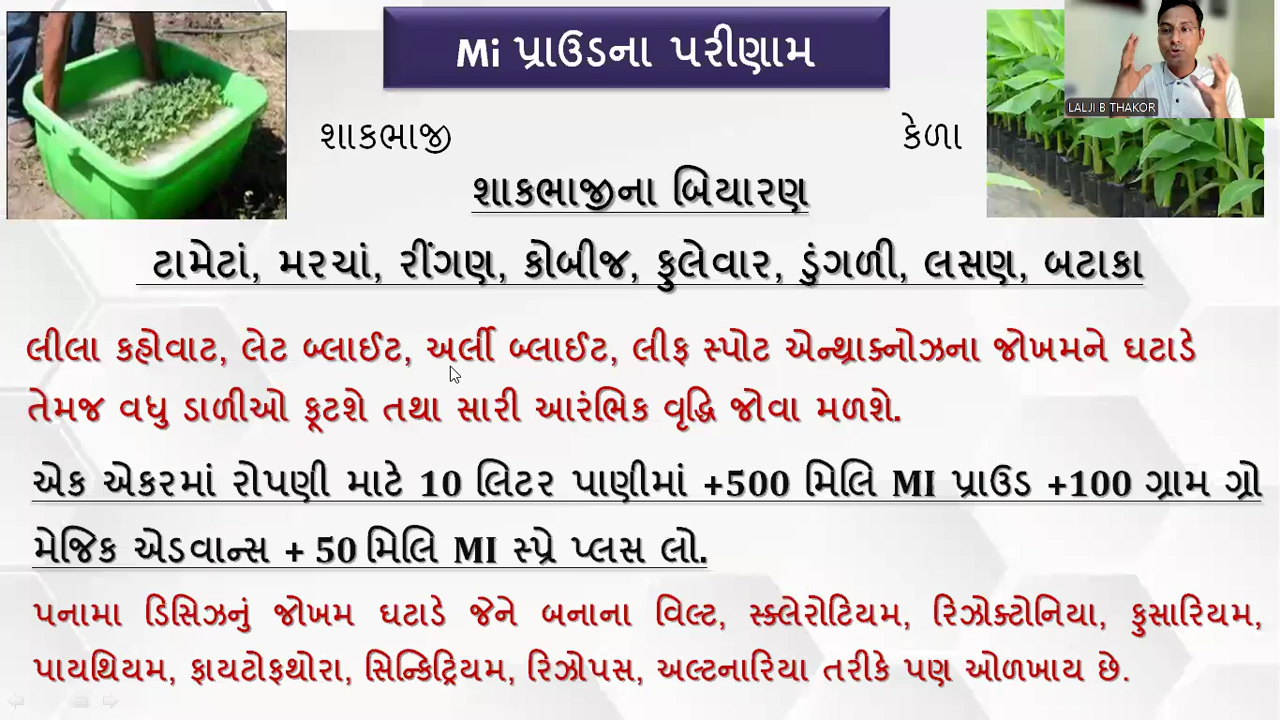 Mi પ્રાઉડના પરીણામ
LALJI B THAKOR
શાકભાજી
કેળા
શાકભાજીના બિયારણ
ટામેટાં, મરચાં, રીંગણ, કોબીજ, ફુલેવાર, ડુંગળી, લસણ, બટાકા
લીલા કહોવાટ, લેટ બ્લાઈટ, અર્લી બ્લાઈટ, લીફ સ્પોટ એન્થ્રાક્નોઝના જોખમને ઘટાડે
તેમજ વધુ ડાળીઓ ફૂટશે તથા સારી આરંભિક વૃદ્ધિ જોવા મળશે.
એક એકરમાં રોપણી માટે 10 લિટર પાણીમાં +500 મિલિ MI પ્રાઉડ +100 ગ્રામ ગ્રો
મેજિક એડવાન્સ + 50 મિલિ MI સ્પ્રે પ્લસ લો.
પનામા ડિસિઝનું જોખમ ઘટાડે જેને બનાના વિલ્ટ, સ્ક્લેરોટિયમ, રિઝોક્ટોનિયા, ફુસારિયમ,
પાયથિયમ, ફાયટોફથોરા, સિન્કિટ્રિયમ, રિઝોપસ, અલ્ટનારિયા તરીકે પણ ઓળખાય છે.